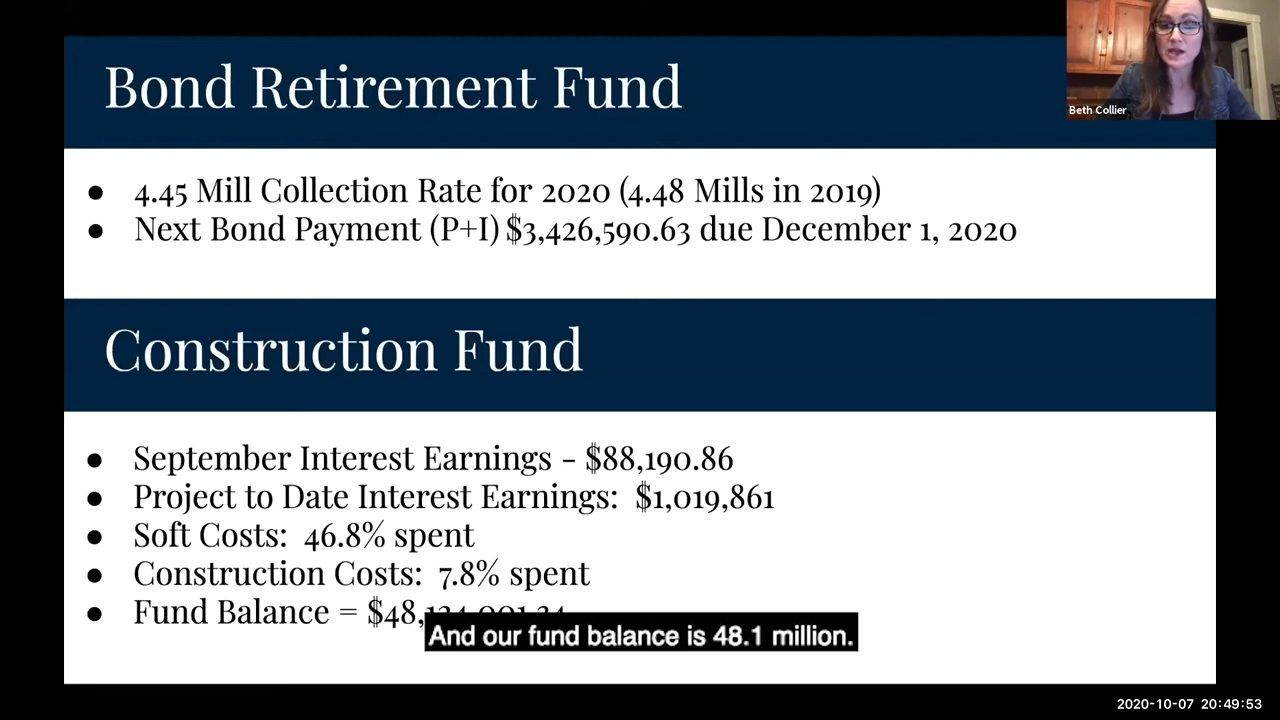 Bond Retirement Fund
Beth Collier
● 4.45 Mill Collection Rate for 2020 (4.48 Mills in 2019)
● Next Bond Payment (P+I) $3,426,590.63 due December 1, 2020
Construction Fund
● September Interest Earnings - $88,190.86
● Project to Date Interest Earnings: $1,019,861
● Soft Costs: 46.8% spent
● Construction Costs: 7.8% spent
● Fund Balance =
And our fund balance is 48.1 million.
2020-10-07 20:49:53